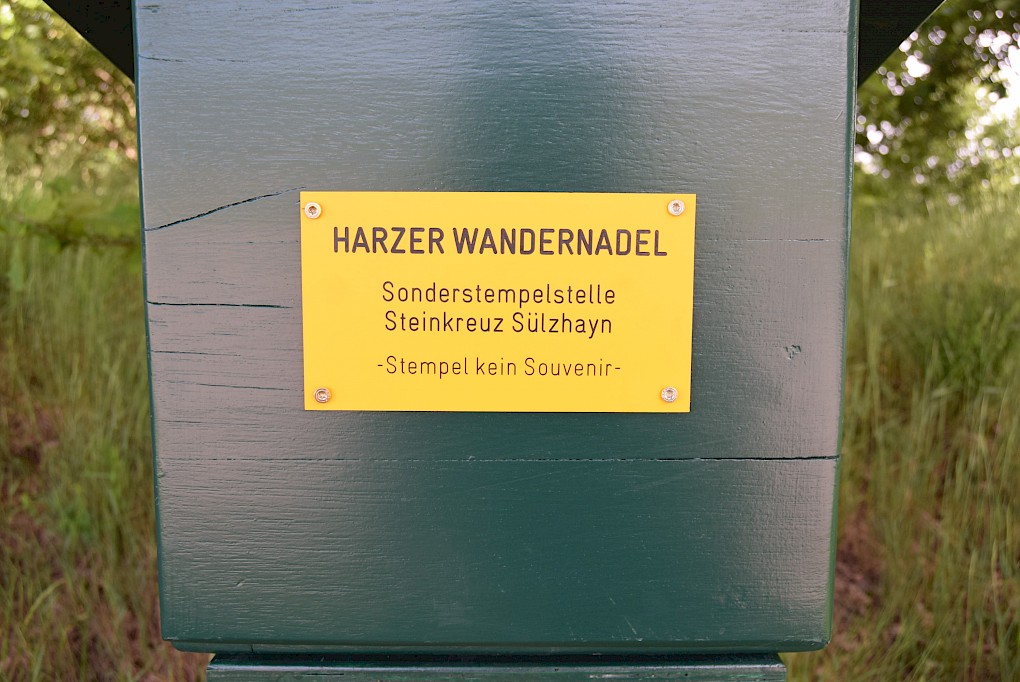 HARZER WANDERNADEL
Sonderstempelstelle
Steinkreuz Sülzhayn
-Stempel kein Souvenir-